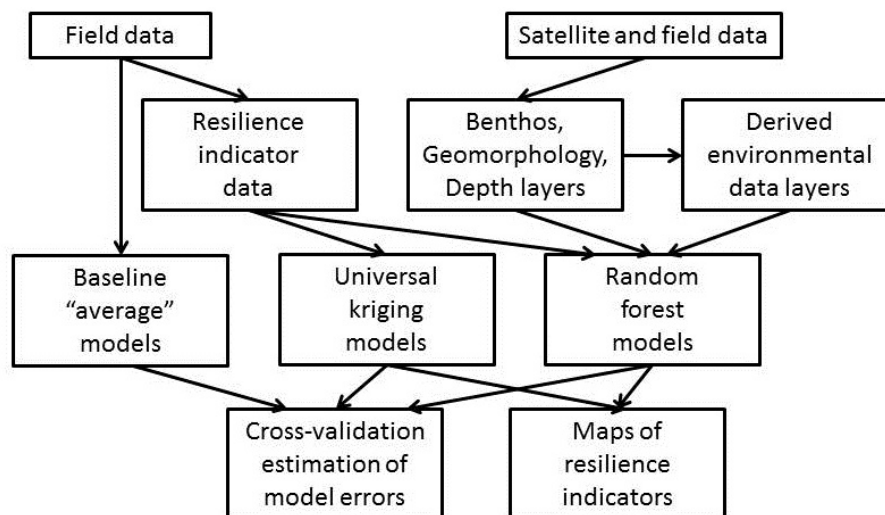 Field data
Satellite and field data
Resilience
indicator
data
Benthos,
Geomorphology,
Depth layers
Derived
environmental
data layers
Baseline
“average”
models
Universal
kriging
models
Random
forest
models
Cross-validation
estimation of
model errors
Maps of
resilience
indicators